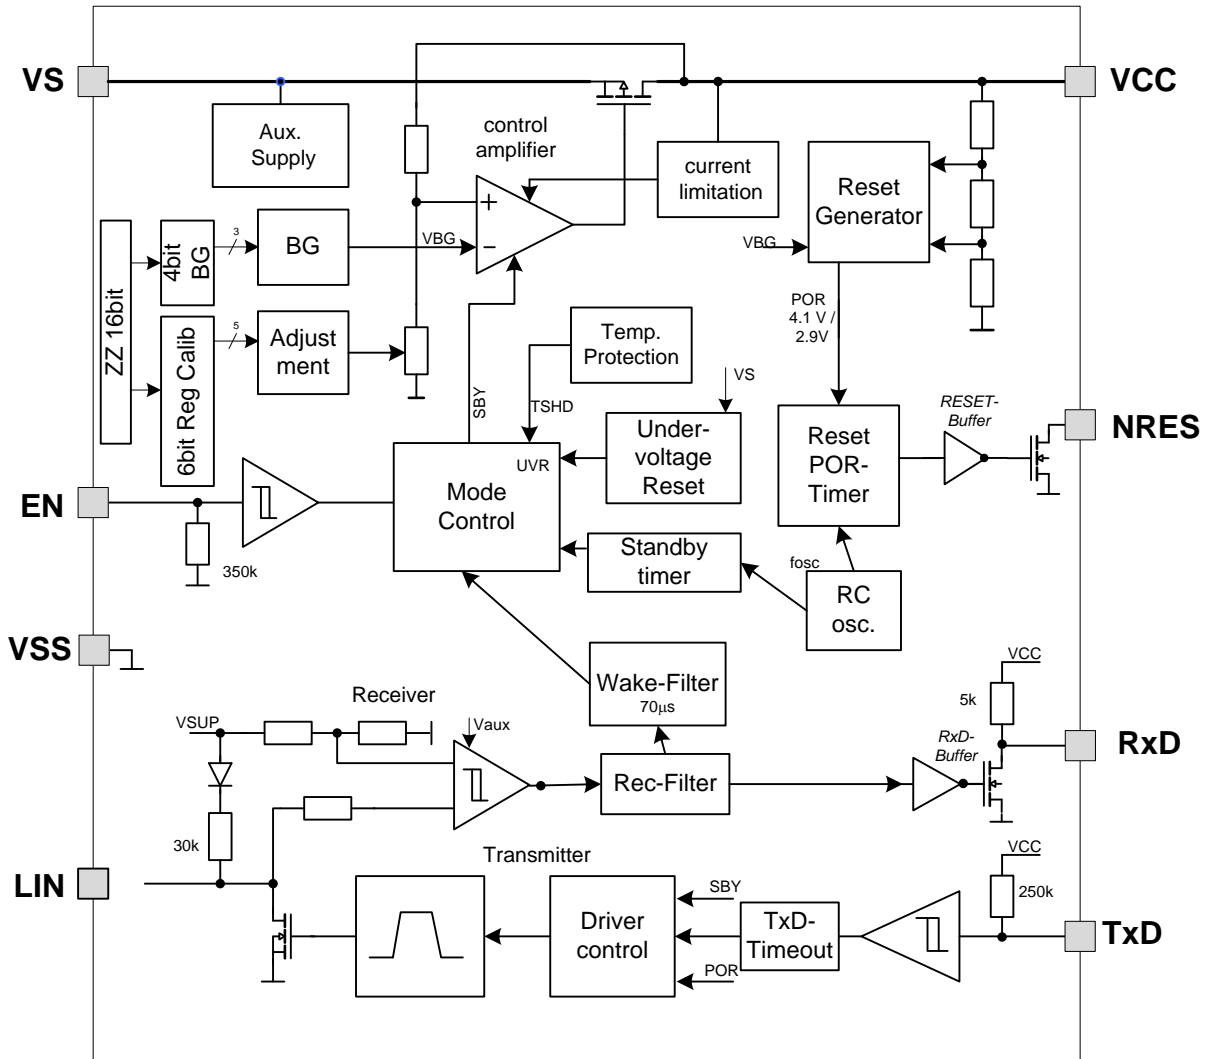 VS
VCC
Aux.
Supply
control
amplifier
current
limitation
Reset
Generator
ZZ 16bit
4bit
BG
3
BG
VBG
+
−
VBG
6bit Reg Calib
5
Adjust
ment
SBY
Temp.
Protection
TSHD
VS
POR
4.1 V /
2.9V
UVR
Mode
Control
Under-
voltage
Reset
Reset
POR-
Timer
RESET-
Buffer
NRES
EN
350k
Standby
timer
fosc
RC
osc.
VSS
Wake-Filter
70µs
Receiver
VSUP
Vaux
Rec-Filter
VCC
5k
RxD-
Buffer
RxD
30k
LIN
Transmitter
SBY
Driver
control
POR
TxD-
Timeout
VCC
250k
TxD